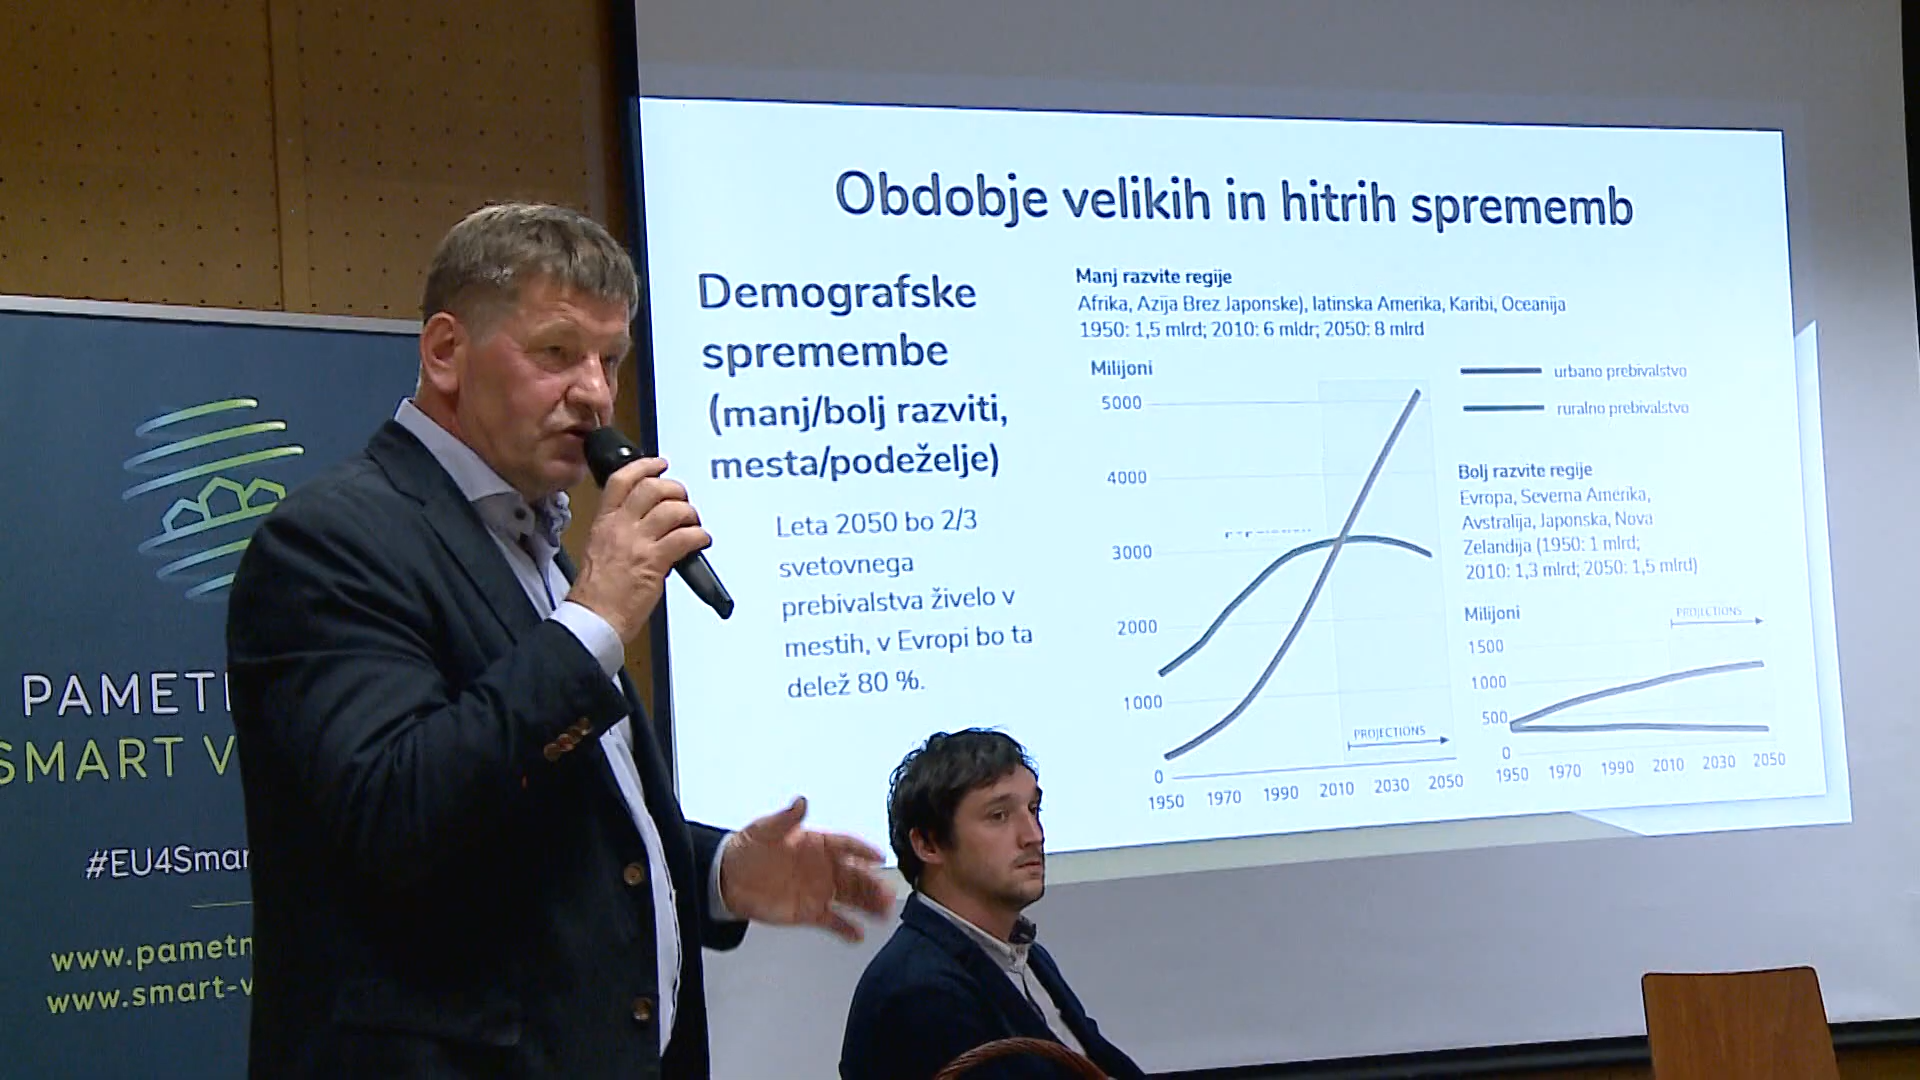 Obdobje velikih in hitrih sprememb
Demografske
spremembe
(manj/bolj razviti,
mesta/podeželje)
Leta 2050 bo 2/3
svetovnega
prebivalstva živelo v
mestih, v Evropi bo ta
delež 80 %.
Manj razvite regije
Afrika, Azija Brez Japonske), latinska Amerika, Karibi, Oceanija
1950: 1,5 mlrd; 2010: 6 mldr; 2050: 8 mlrd
Milijoni
5000
4000
3000
2000
1000
0
PROJECTIONS
1950 1970 1990 2010 2030 2050
urbano prebivalstvo
ruralno prebivalstvo
Bolj razvite regije
Evropa, Severna Amerika,
Avstralija, Japonska, Nova
Zelandija (1950: 1 mlrd;
2010: 1,3 mlrd; 2050: 1,5 mlrd)
Milijoni
PROJECTIONS
1500
1000
500
0
1950 1970 1990 2010 2030 2050
PAMET
SMART V
#EU4Smar
www.pametn
www.smart-v